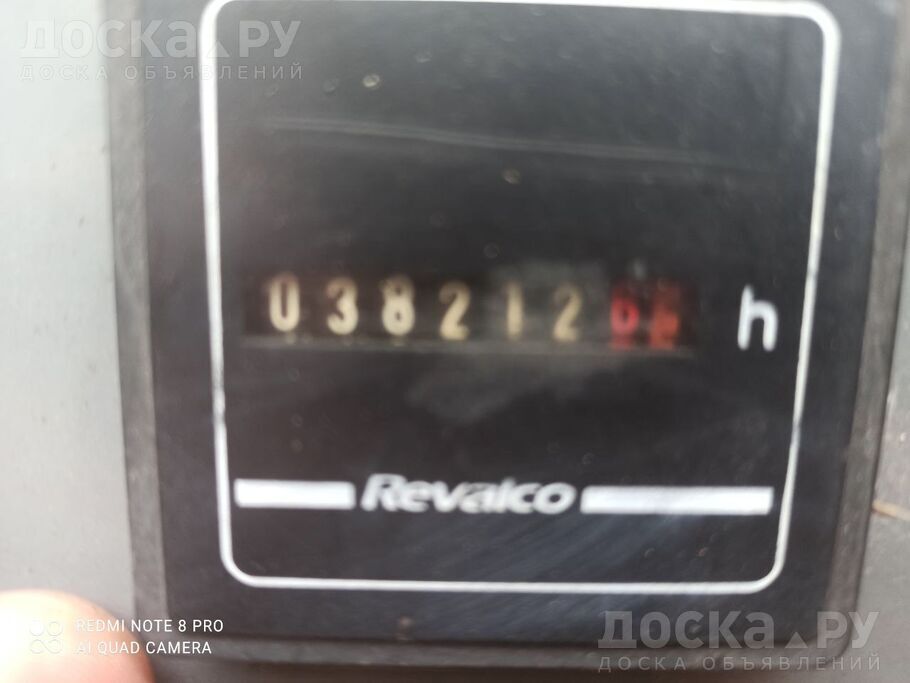 ДОСКА.РУ
ДОСКА ОБЪЯВЛЕНИЙ
038212 h
Revalco
REDMI NOTE 8 PRO
AI QUAD CAMERA
ДОСКА.РУ
ДОСКА ОБЪЯВЛЕНИЙ